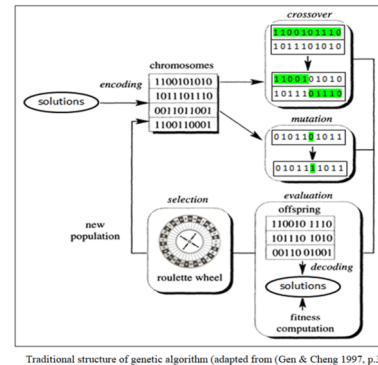 crossover
1100101110
1011101010
1100101010
1011101110
chromosomes
encoding
1100101010
1011101110
0011011001
1100110001
solutions
mutation
0101101011
010111011
selection
evaluation
offspring
110010 1110
101110 1010
00110 01001
new
population
decoding
solutions
roulette wheel
fitness
computation
Traditional structure of genetic algorithm (adapted from (Gen & Cheng 1997, p.